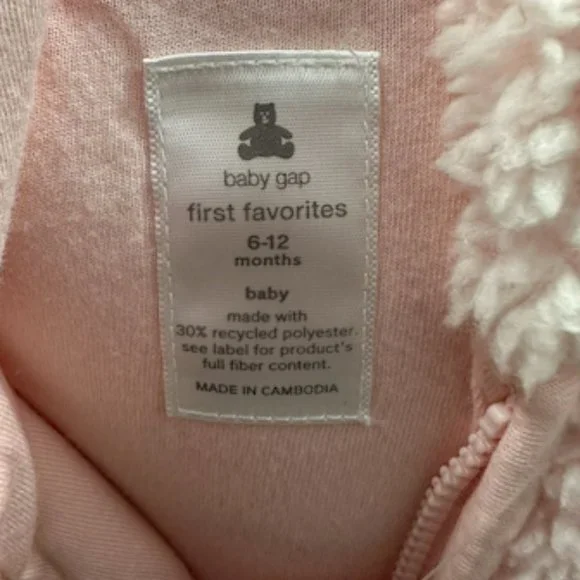 baby gap
first favorites
6-12
months
baby
made with
30% recycled polyester.
see label for product's
full fiber content.
MADE IN CAMBODIA